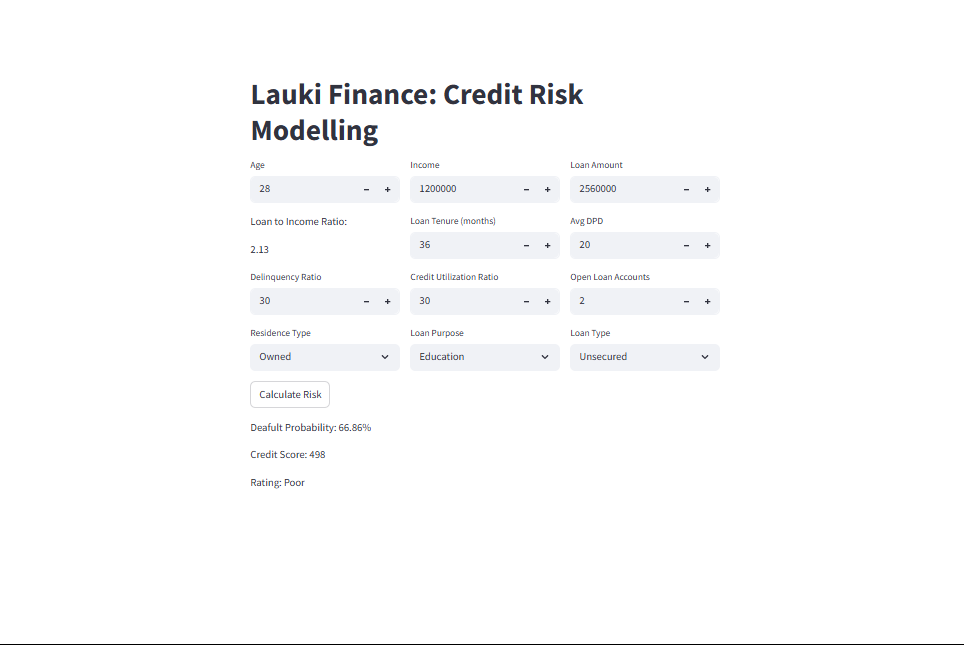 Lauki Finance: Credit Risk
Modelling
Age
Income
Loan Amount
28
1200000
2560000
Loan to Income Ratio:
Loan Tenure (months)
Avg DPD
2.13
36
20
Delinquency Ratio
Credit Utilization Ratio
Open Loan Accounts
30
30
2
Residence Type
Loan Purpose
Loan Type
Owned
Education
Unsecured
Calculate Risk
Deafult Probability: 66.86%
Credit Score: 498
Rating: Poor